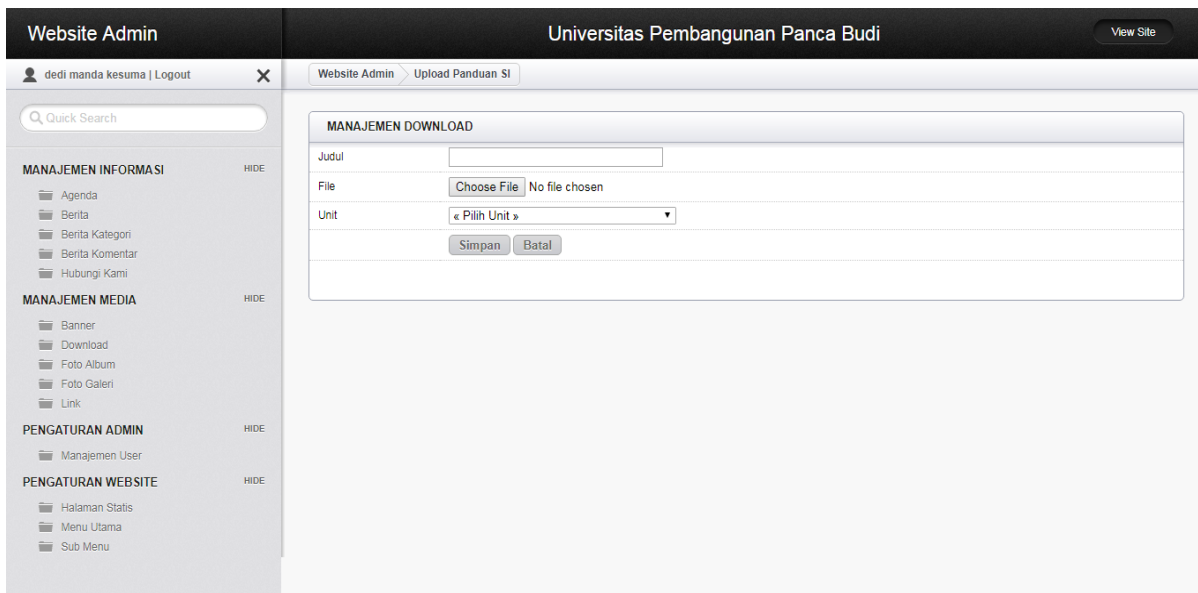 Website Admin
Universitas Pembangunan Panca Budi
View Site
dedi manda kesuma | Logout
Website Admin
Upload Panduan SI
Quick Search
MANAJEMEN INFORMASI HIDE
Agenda
Berita
Berita Kategori
Berita Komentar
Hubungi Kami
MANAJEMEN MEDIA HIDE
Banner
Download
Foto Album
Foto Galeri
Link
PENGATURAN ADMIN HIDE
Manajemen User
PENGATURAN WEBSITE HIDE
Halaman Statis
Menu Utama
Sub Menu
MANAJEMEN DOWNLOAD
Judul
File Choose File No file chosen
Unit « Pilih Unit »
Simpan Batal